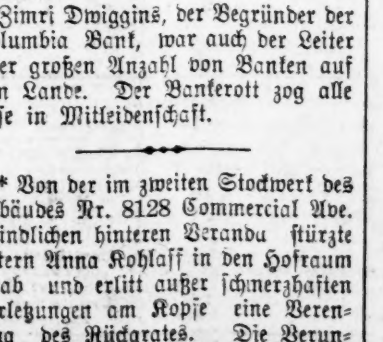 Zimri Dwiggins, der Begründer der
lumbia Bank, war auch der Leiter
er großen Anzahl von Banken auf
n Lande. Der Bankerott zog alle
se in Mitleidenschaft.
* Von der im zweiten Stockwerk des
bäudes Nr. 8128 Commercial Ave.
indlichen hinteren Veranda stürzte
stern Anna Kohlaff in den Hofraum
ab und erlitt außer schmerzhaften
rletzungen am Kopfe eine Veren=
ng des Rückgrates. Die Verun=